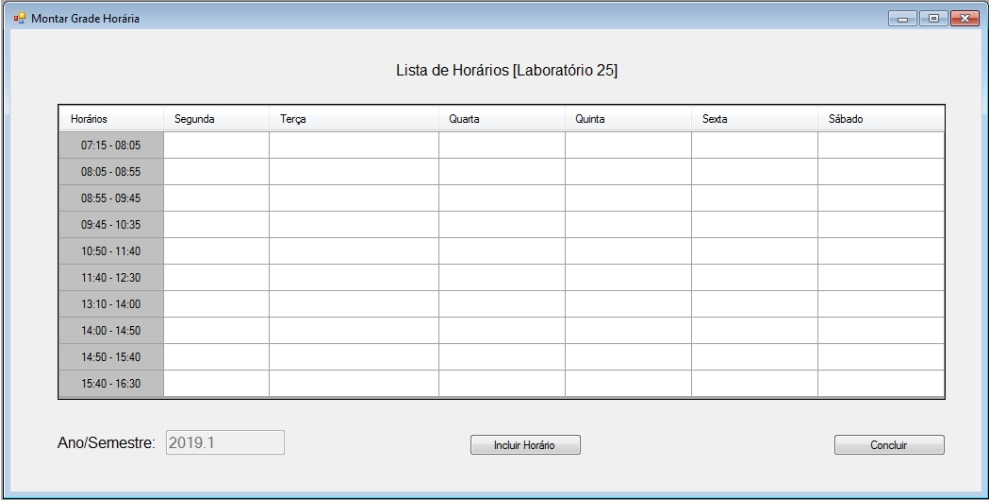 Montar Grade Horária
Lista de Horários [Laboratório 25]
Horários Segunda Terça Quarta Quinta Sexta Sábado
07:15 - 08:05
08:05 - 08:55
08:55 - 09:45
09:45 - 10:35
10:50 - 11:40
11:40 - 12:30
13:10 - 14:00
14:00 - 14:50
14:50 - 15:40
15:40 - 16:30
Ano/Semestre: 2019.1 Incluir Horário Concluir